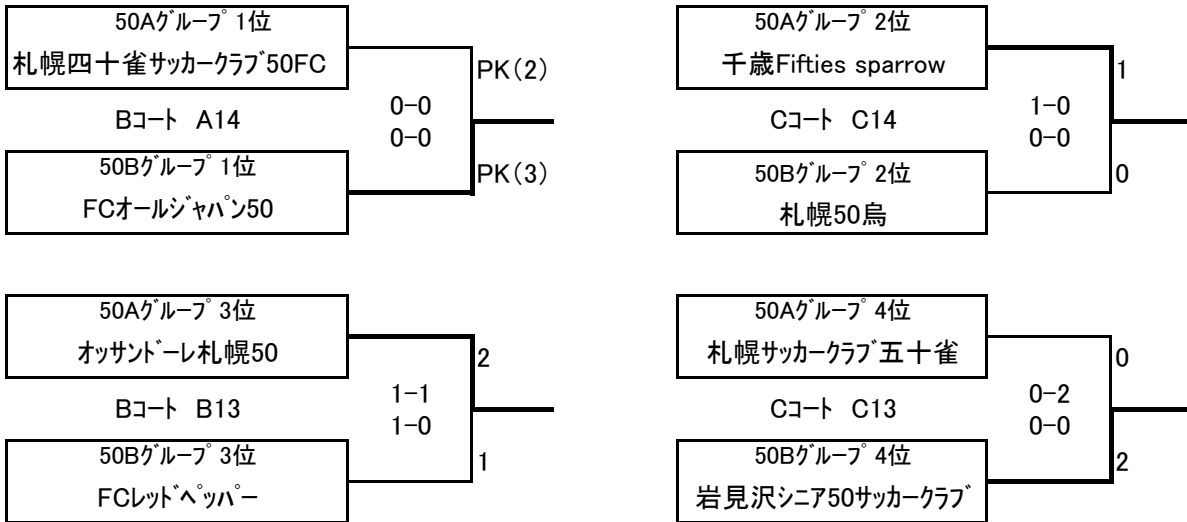 50Aグループ 1位
札幌四十雀サッカークラブ50FC
PK(2)
Bコート A14
0-0
0-0
50Bグループ 1位
FCオールジャパン50
PK(3)
50Aグループ 2位
千歳Fifties sparrow
1
Cコート C14
1-0
0-0
50Bグループ 2位
札幌50烏
0
50Aグループ 3位
オッサンドーレ札幌50
2
Bコート B13
1-1
1-0
50Bグループ 3位
FCレッドペッパー
1
50Aグループ 4位
札幌サッカークラブ五十雀
0
Cコート C13
0-2
0-0
50Bグループ 4位
岩見沢シニア50サッカークラブ
2